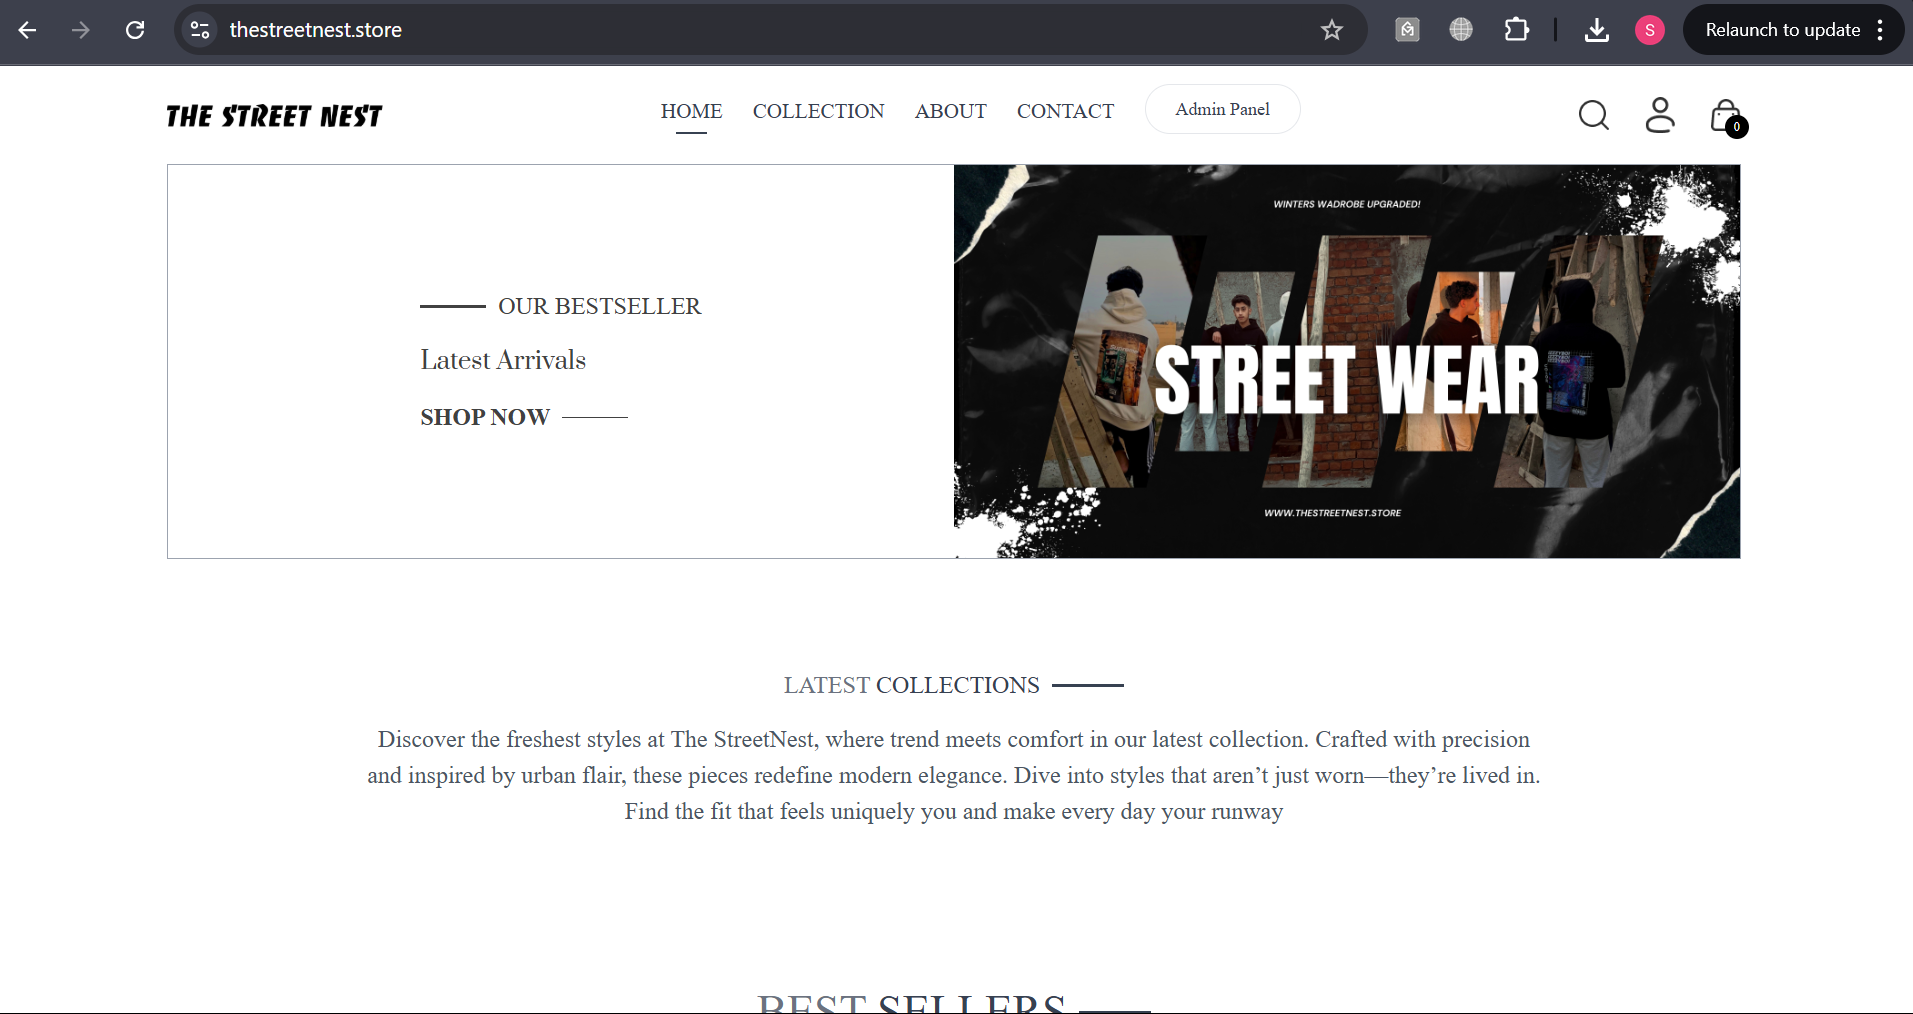 thestreetnest.store
S
Relaunch to update
THE STREET NEST
HOME
COLLECTION
ABOUT
CONTACT
Admin Panel
0
OUR BESTSELLER
Latest Arrivals
SHOP NOW
WINTERS WADROBE UPGRADED!
STREET WEAR
WWW.THESTREETNEST.STORE
LATEST COLLECTIONS
Discover the freshest styles at The StreetNest, where trend meets comfort in our latest collection. Crafted with precision
and inspired by urban flair, these pieces redefine modern elegance. Dive into styles that aren’t just worn—they’re lived in.
Find the fit that feels uniquely you and make every day your runway
BEST SELLERS